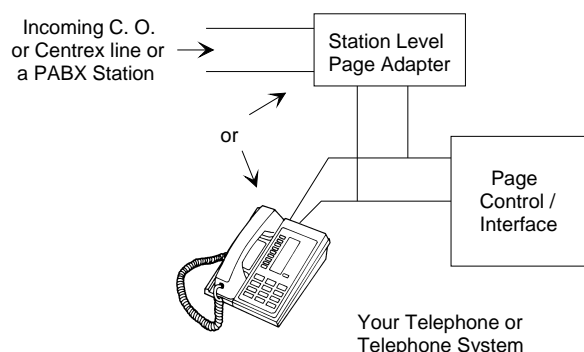 Incoming C. O.
or Centrex line or
a PABX Station
Station Level
Page Adapter
or
Page
Control /
Interface
Your Telephone or
Telephone System